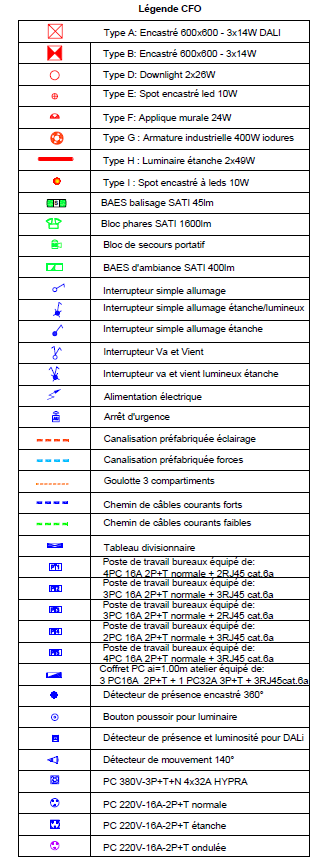 Légende CFO
Type A: Encastré 600x600 - 3x14W DALI
Type B: Encastré 600x600 - 3x14W
Type D: Downlight 2x26W
Type E: Spot encastré led 10W
Type F: Applique murale 24W
Type G : Armature industrielle 400W iodures
Type H : Luminaire étanche 2x49W
Type I : Spot encastré à leds 10W
BAES balisage SATI 45lm
Bloc phares SATI 1600lm
Bloc de secours portatif
BAES d'ambiance SATI 400lm
Interrupteur simple allumage
Interrupteur simple allumage étanche/lumineux
Interrupteur simple allumage étanche
Interrupteur Va et Vient
Interrupteur va et vient lumineux étanche
Alimentation électrique
Arrêt d'urgence
Canalisation préfabriquée éclairage
Canalisation préfabriquée forces
Goulotte 3 compartiments
Chemin de câbles courants forts
Chemin de câbles courants faibles
Tableau divisionnaire
Poste de travail bureaux équipé de:
4PC 16A 2P+T normale + 2RJ45 cat.6a
Poste de travail bureaux équipé de:
3PC 16A 2P+T normale + 3RJ45 cat.6a
Poste de travail bureaux équipé de:
3PC 16A 2P+T normale + 2RJ45 cat.6a
Poste de travail bureaux équipé de:
2PC 16A 2P+T normale + 3RJ45 cat.6a
Poste de travail bureaux équipé de:
4PC 16A 2P+T normale + 3RJ45 cat.6a
Coffret PC ai=1.00m atelier équipé de:
3 PC16A 2P+T + 1 PC32A 3P+T + 3RJ45cat.6a
Détecteur de présence encastré 360°
Bouton poussoir pour luminaire
Détecteur de présence et luminosité pour DALi
Détecteur de mouvement 140°
PC 380V-3P+T+N 4x32A HYPRA
PC 220V-16A-2P+T normale
PC 220V-16A-2P+T étanche
PC 220V-16A-2P+T ondulée